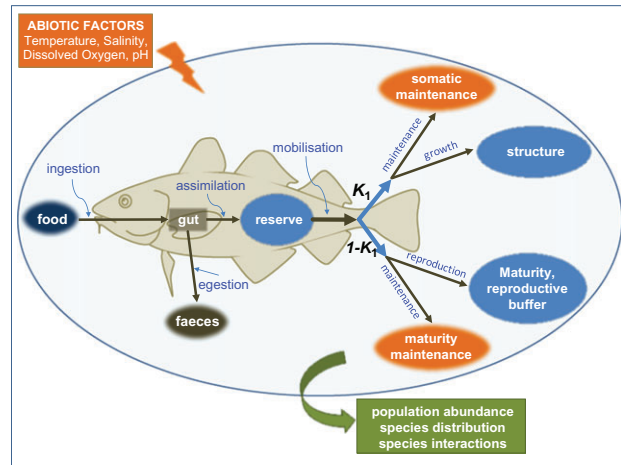 ABIOTIC FACTORS
Temperature, Salinity,
Dissolved Oxygen, pH
somatic
maintenance
maintenance
growth
structure
mobilisation
ingestion
assimilation
K1
food
gut
reserve
1-K1
reproduction
Maturity,
reproductive
buffer
maintenance
egestion
faeces
maturity
maintenance
population abundance
species distribution
species interactions